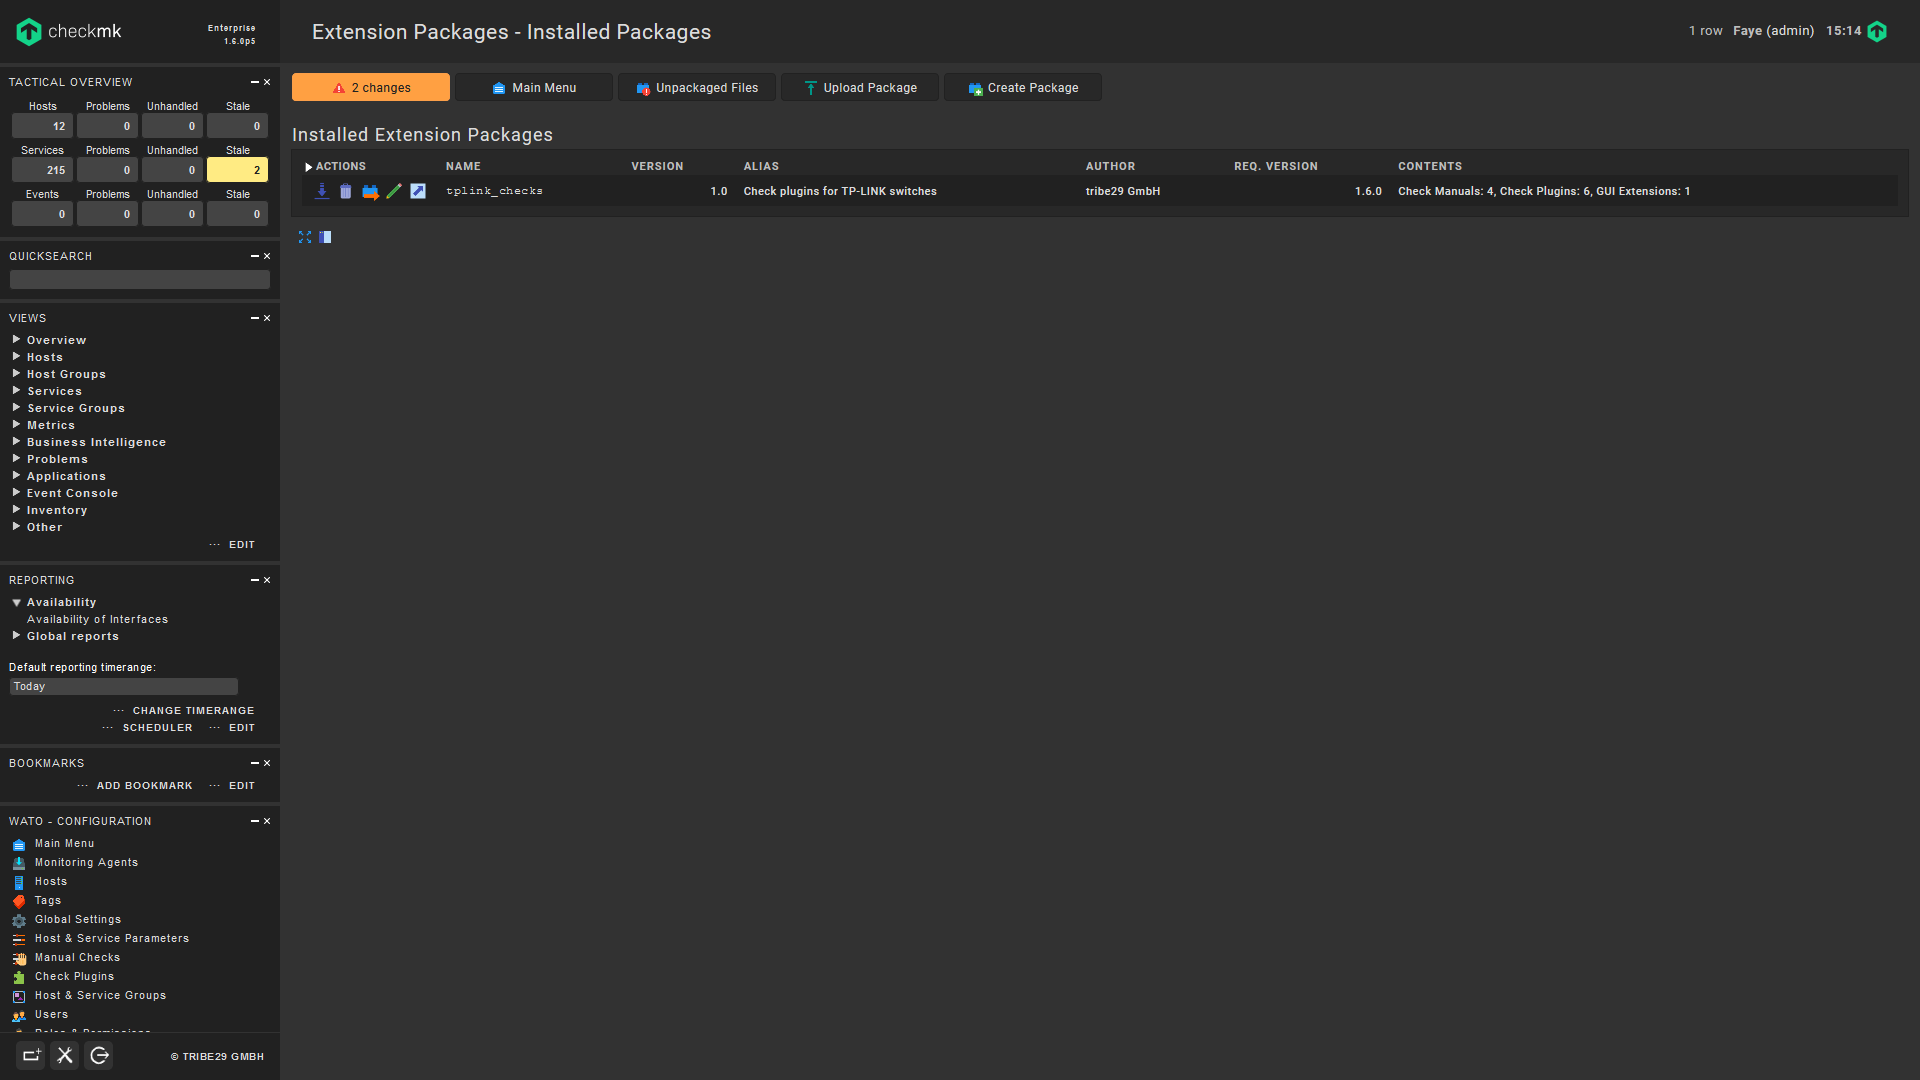 checkmk
Enterprise
1.6.0p5
Extension Packages - Installed Packages
1 row Faye (admin) 15:14
TACTICAL OVERVIEW
Hosts Problems Unhandled Stale
12 0 0 0
Services Problems Unhandled Stale
215 0 0 2
Events Problems Unhandled Stale
0 0 0 0
QUICKSEARCH
VIEWS
Overview
Hosts
Host Groups
Services
Service Groups
Metrics
Business Intelligence
Problems
Applications
Event Console
Inventory
Other
EDIT
REPORTING
Availability
Availability of Interfaces
Global reports
Default reporting timerange:
Today
CHANGE TIMERANGE
SCHEDULER EDIT
BOOKMARKS
ADD BOOKMARK EDIT
WATO - CONFIGURATION
Main Menu
Monitoring Agents
Hosts
Tags
Global Settings
Host & Service Parameters
Manual Checks
Check Plugins
Host & Service Groups
Users
© TRIBE29 GMBH
2 changes Main Menu Unpackaged Files Upload Package Create Package
Installed Extension Packages
ACTIONS NAME VERSION ALIAS AUTHOR REQ. VERSION CONTENTS
tplink_checks 1.0 Check plugins for TP-LINK switches tribe29 GmbH 1.6.0 Check Manuals: 4, Check Plugins: 6, GUI Extensions: 1